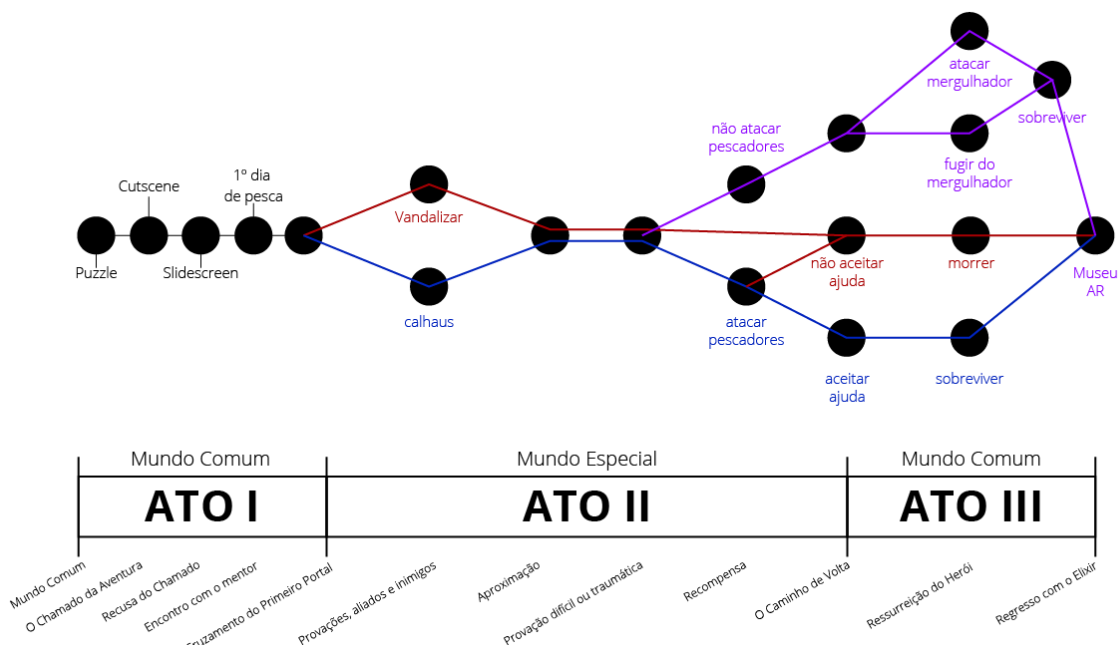 atacar
mergulhador
sobreviver
não atacar
pescadores
fugir do
mergulhador
1º dia
de pesca
Cutscene
Vandalizar
Puzzle
Slidescreen
não aceitar
ajuda
morrer
Museu
AR
calhaus
atacar
pescadores
aceitar
ajuda
sobreviver
Mundo Comum
Mundo Especial
Mundo Comum
ATO I
ATO II
ATO III
Mundo Comum
O Chamado da Aventura
Recusa do Chamado
Encontro com o mentor
Cruzamento do Primeiro Portal
Provações, aliados e inimigos
Aproximação
Provação difícil ou traumática
Recompensa
O Caminho de Volta
Ressurreição do Herói
Regresso com o Elixir